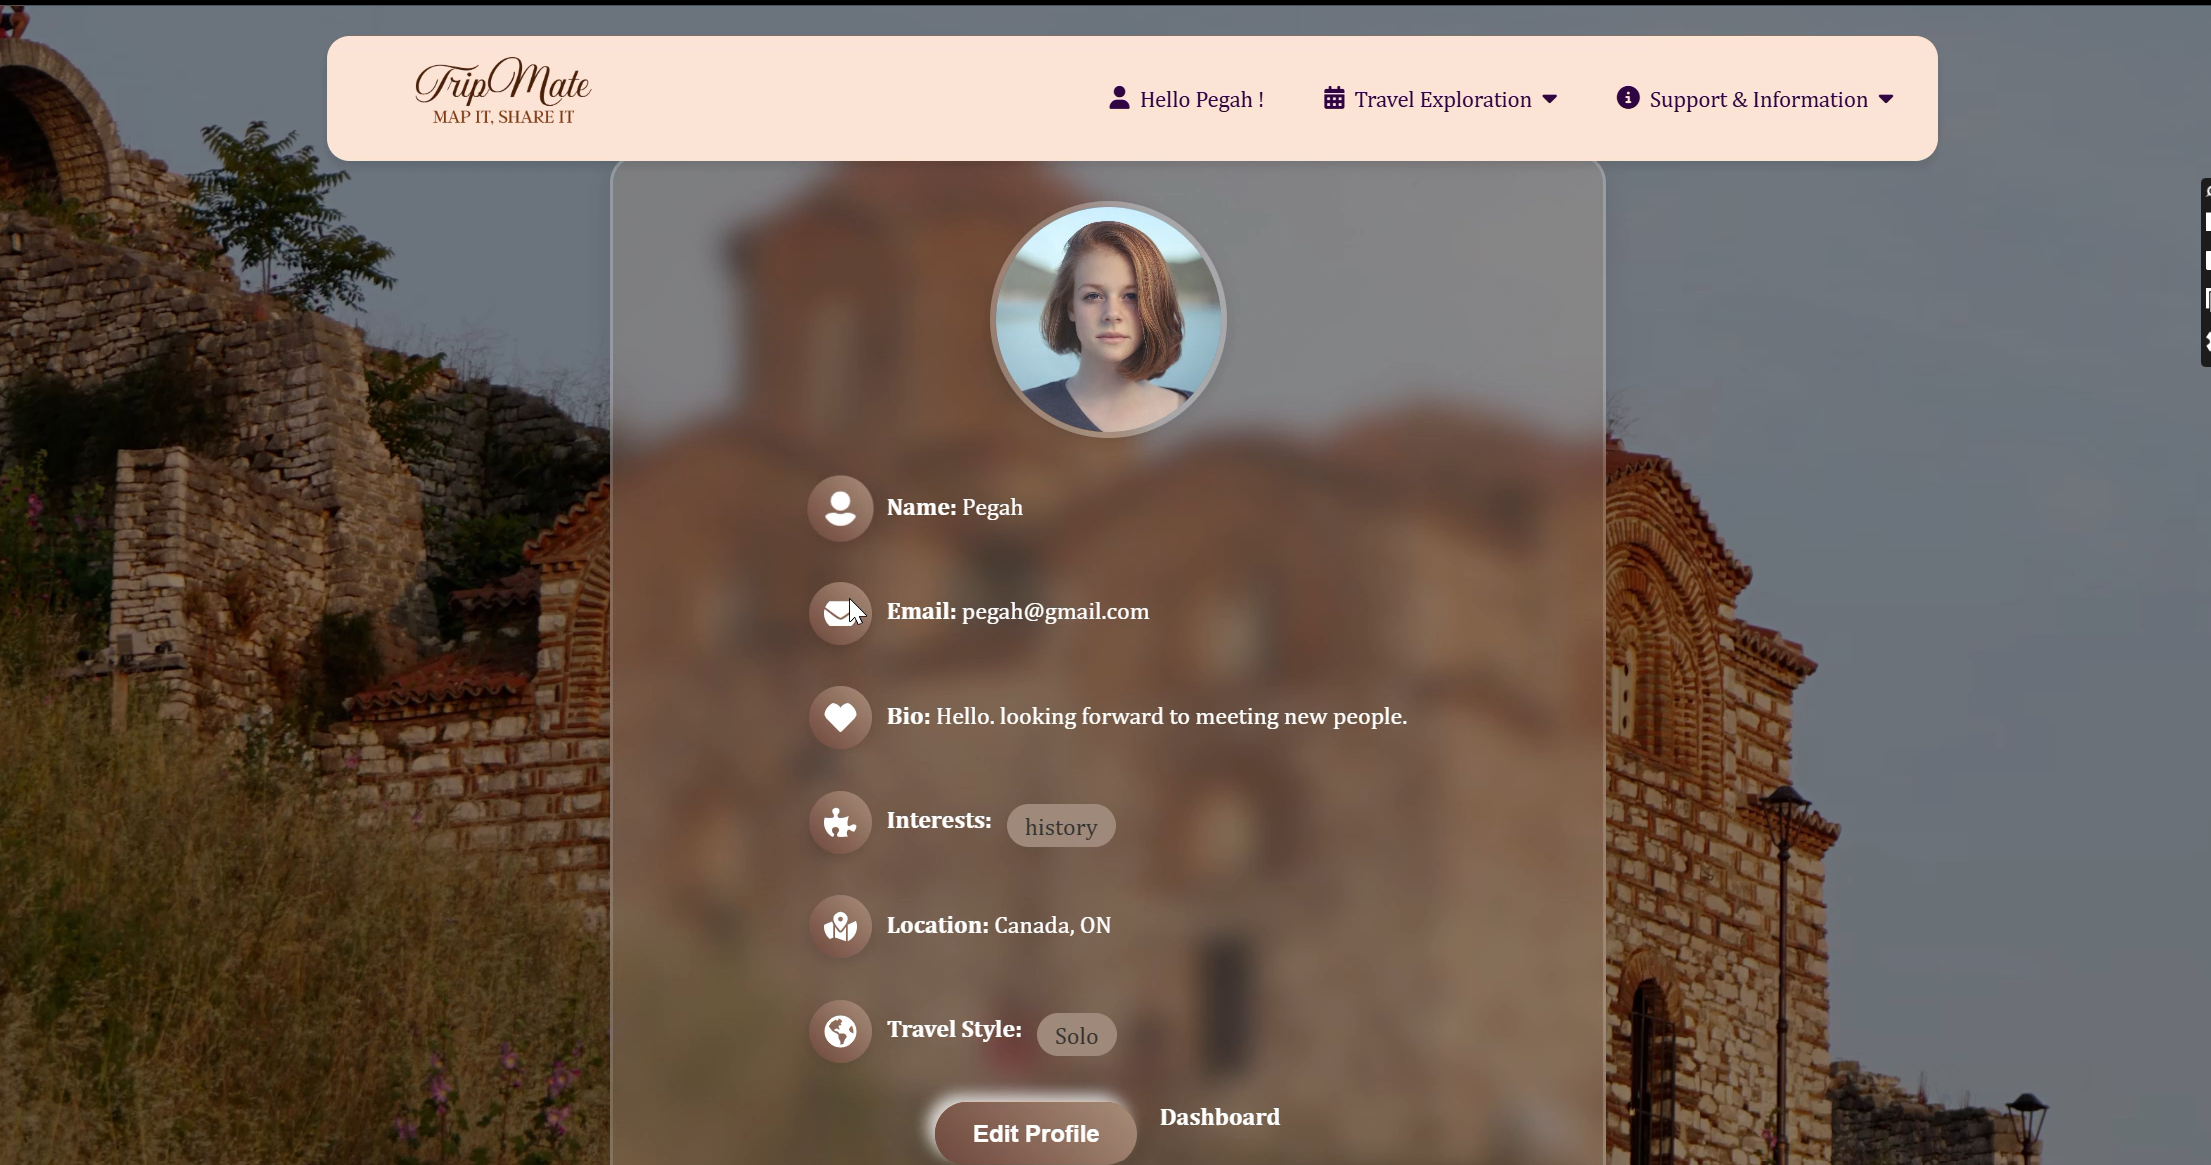 TripMate
MAP IT, SHARE IT
Hello Pegah !
Travel Exploration
Support & Information
Name: Pegah
Email: pegah@gmail.com
Bio: Hello. looking forward to meeting new people.
Interests: history
Location: Canada, ON
Travel Style: Solo
Edit Profile
Dashboard